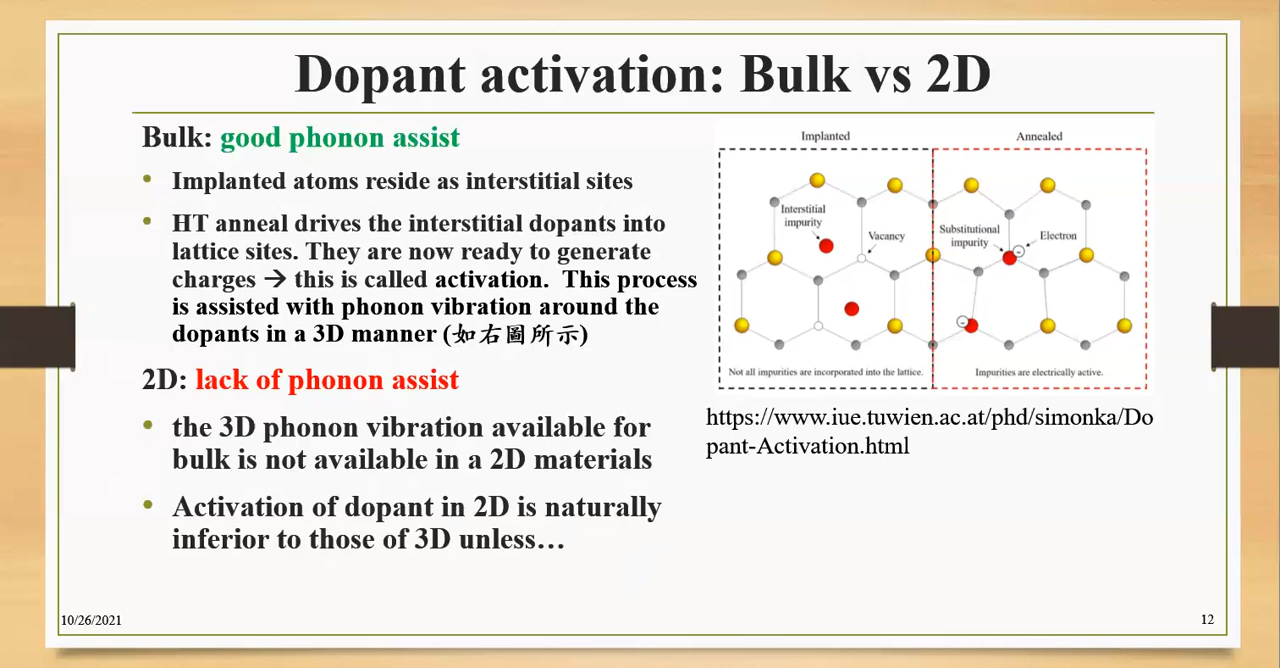 Dopant activation: Bulk vs 2D
Bulk: good phonon assist
• Implanted atoms reside as interstitial sites
• HT anneal drives the interstitial dopants into
lattice sites. They are now ready to generate
charges → this is called activation. This process
is assisted with phonon vibration around the
dopants in a 3D manner (如右圖所示)
2D: lack of phonon assist
• the 3D phonon vibration available for
bulk is not available in a 2D materials
• Activation of dopant in 2D is naturally
inferior to those of 3D unless…
Implanted
Annealed
Interstitial
impurity
Vacancy
Substitutional
impurity
Electron
Not all impurities are incorporated into the lattice.
Impurities are electrically active.
https://www.iue.tuwien.ac.at/phd/simonka/Do
pant-Activation.html
10/26/2021
12